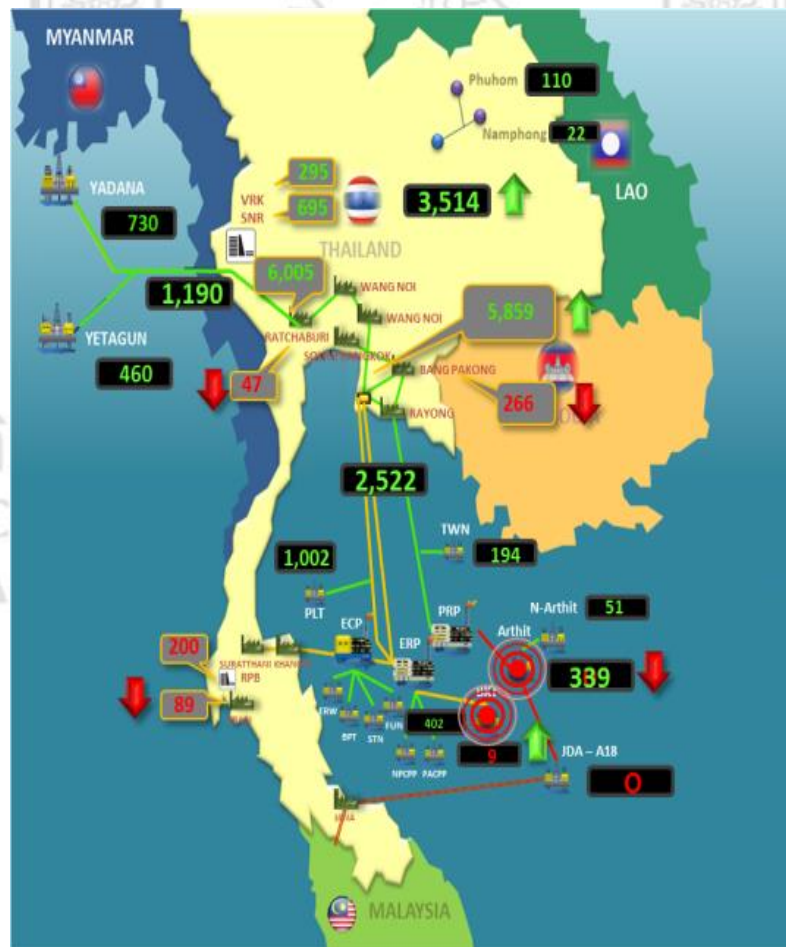 MYANMAR
Phuhom
110
Namphong
22
YADANA
730
VRK
295
SNR
695
3,514
LAO
THAILAND
6,005
1,190
WANG NOI
5,859
YETAGUN
WANG NOI
RATCHABURI
460
47
BANG PAKONG
266
RAYONG
2,522
TWN
194
1,002
PLT
N-Arthit
51
ECP
PRP
Arthit
ERP
200
SURATTHANI
RPB
89
402
FUN
BPT
STN
9
JDA – A18
0
NPCPP
PACPP
MALAYSIA